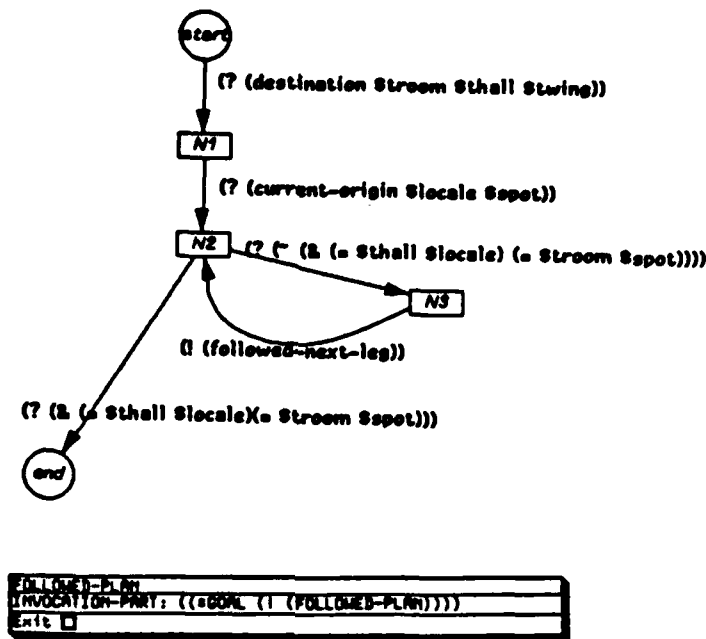 start
(? (destination $troom $thall $twing))
N1
(? (current-origin $locale $spot))
N2
(? (~ (& (= $thall $locale) (= $troom $spot))))
N3
(! (followed-next-leg))
(? (& (= $thall $locale)(= $troom $spot)))
end
FOLLOWED-PLAN
INVOCATION-PART: ((*GOAL (! (FOLLOWED-PLAN))))
Exit